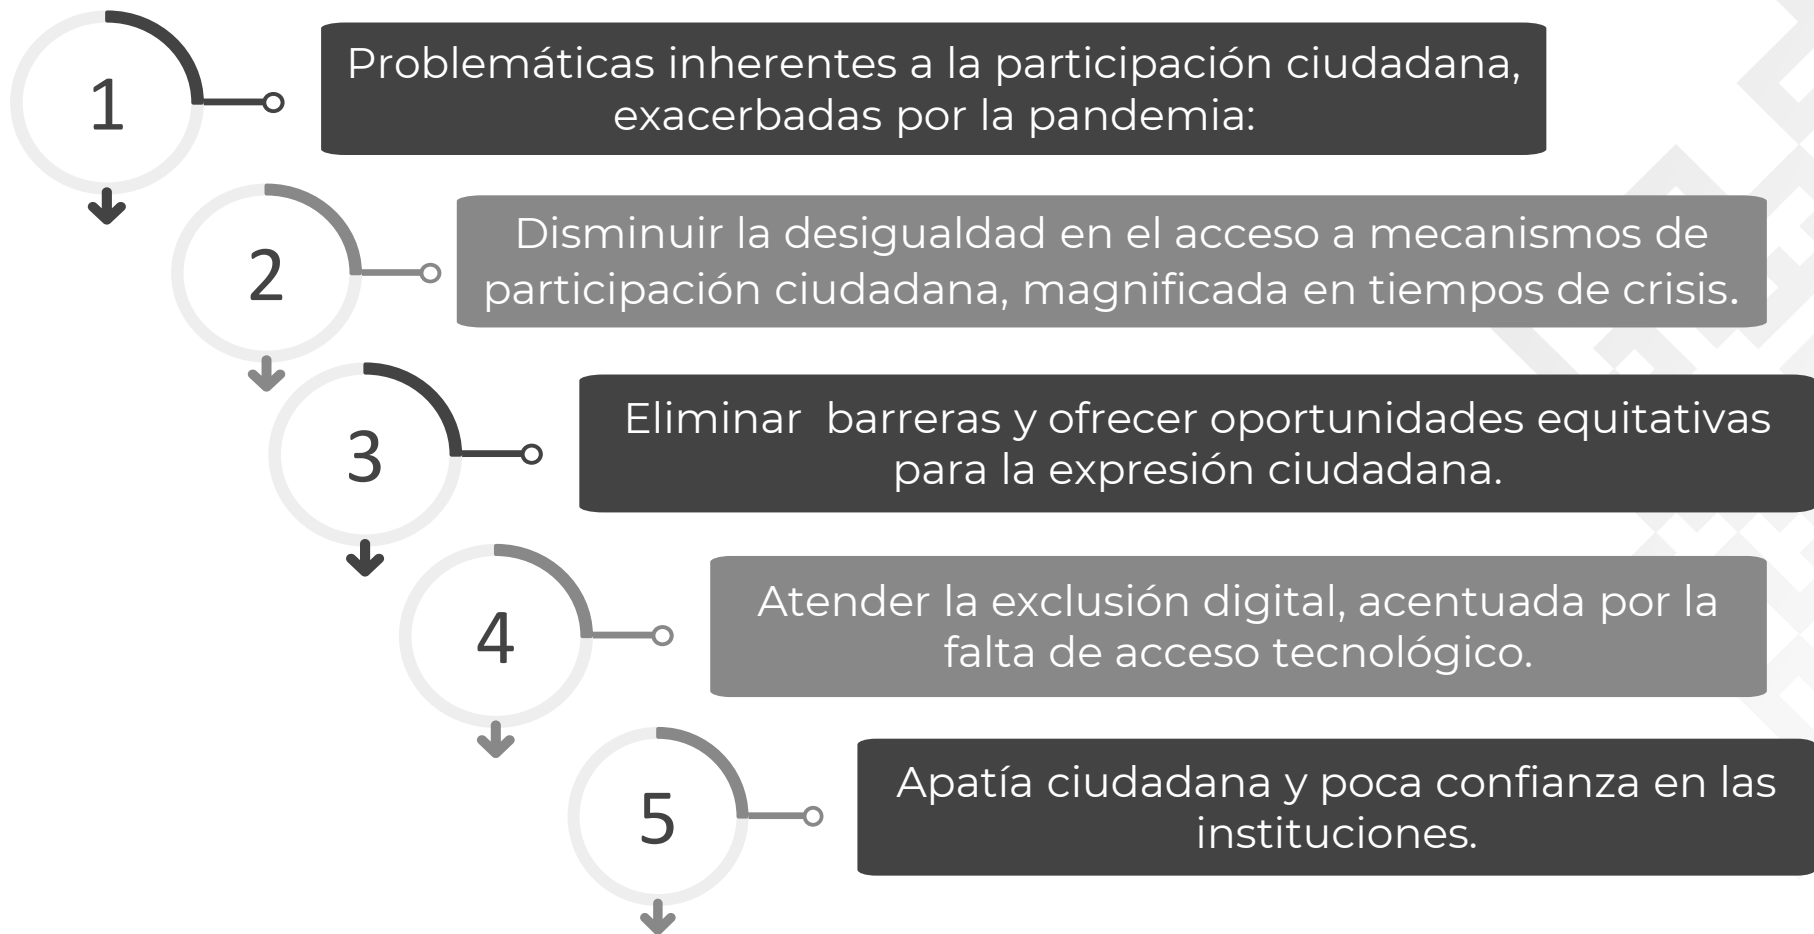 1
Problemáticas inherentes a la participación ciudadana,
exacerbadas por la pandemia:
2
Disminuir la desigualdad en el acceso a mecanismos de
participación ciudadana, magnificada en tiempos de crisis.
3
Eliminar  barreras y ofrecer oportunidades equitativas
para la expresión ciudadana.
4
Atender la exclusión digital, acentuada por la
falta de acceso tecnológico.
5
Apatía ciudadana y poca confianza en las
instituciones.